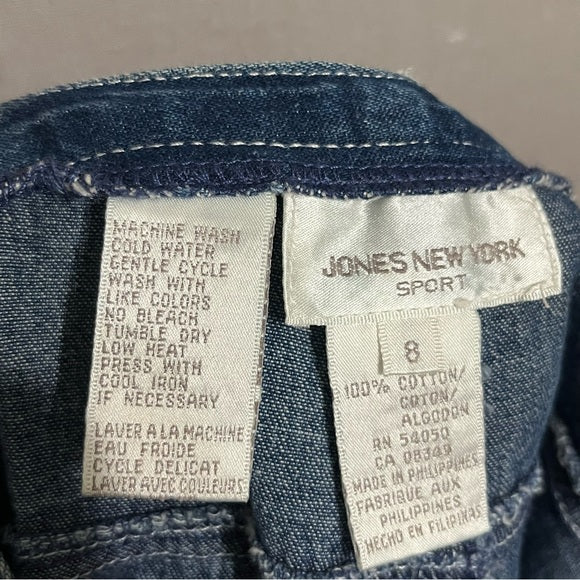 MACHINE WASH
COLD WATER
GENTLE CYCLE
WASH WITH
LIKE COLORS
NO BLEACH
TUMBLE DRY
LOW HEAT
PRESS WITH
COOL IRON
IF NECESSARY
LAVER A LA MACHINE
EAU FROIDE
CYCLE DELICAT
LAVER AVEC COULEURS
JONES NEW YORK
SPORT
8
100% COTTON/
COTON/
ALGODON
RN 54050
CA 08349
MADE IN PHILIPPINES
FABRIQUE AUX
PHILIPPINES
HECHO EN FILIPINAS